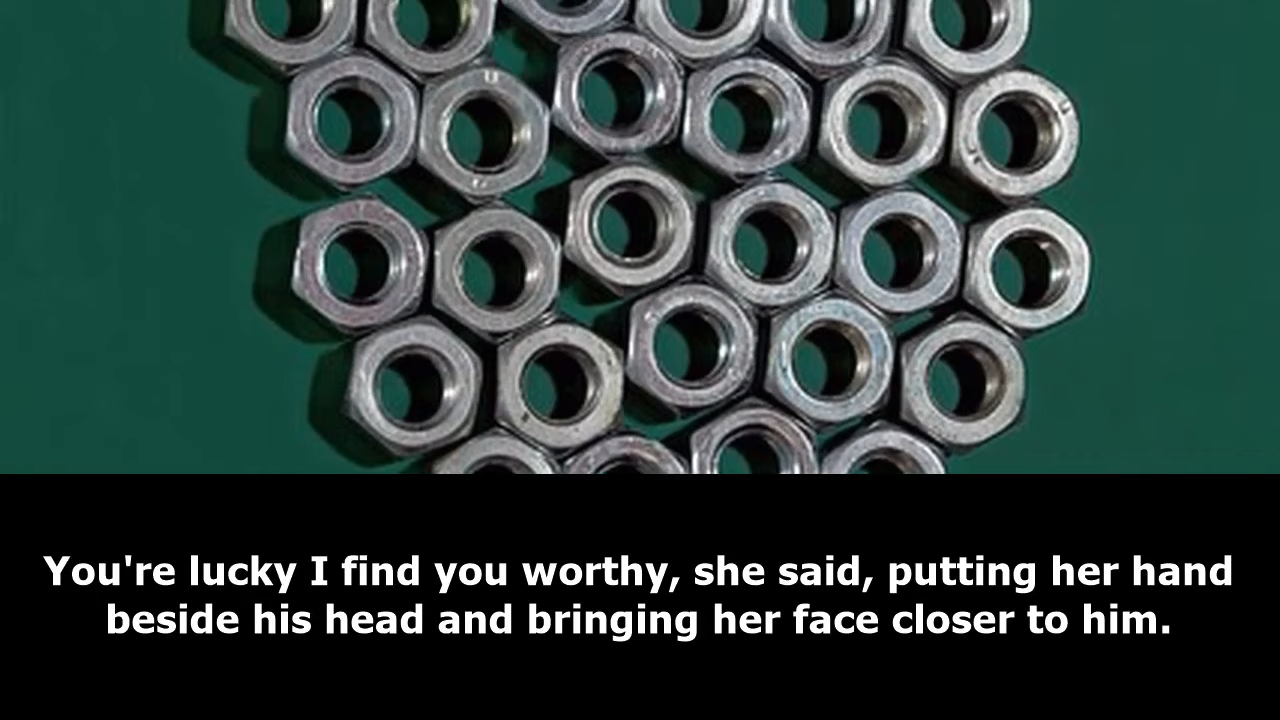 You're lucky I find you worthy, she said, putting her hand
beside his head and bringing her face closer to him.